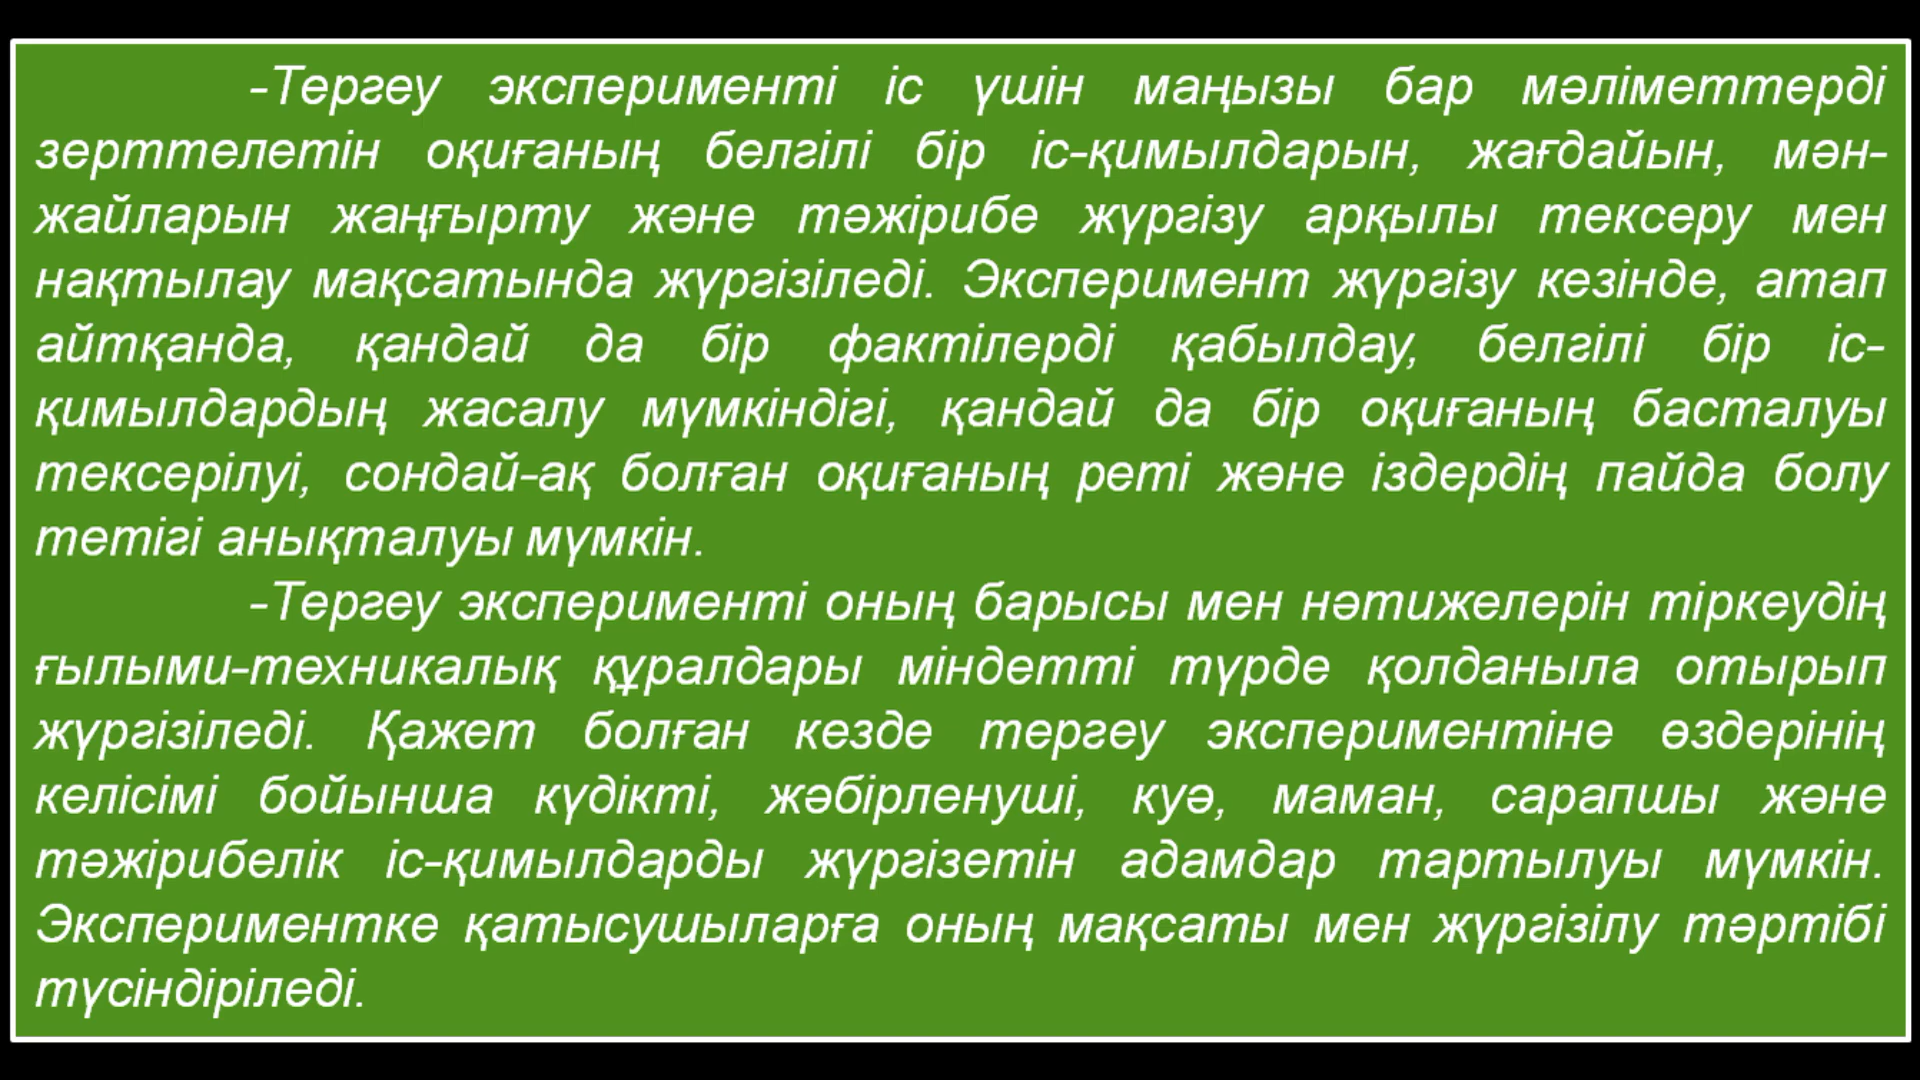 -Тергеу эксперименті іс үшін маңызы бар мәліметтерді
зерттелетін оқиғаның белгілі бір іс-қимылдарын, жағдайын, мән-
жайларын жаңғырту және тәжірибе жүргізу арқылы тексеру мен
нақтылау мақсатында жүргізіледі. Эксперимент жүргізу кезінде, атап
айтқанда, қандай да бір фактілерді қабылдау, белгілі бір іс-
қимылдардың жасалу мүмкіндігі, қандай да бір оқиғаның басталуы
тексерілуі, сондай-ақ болған оқиғаның реті және іздердің пайда болу
тетігі анықталуы мүмкін.
-Тергеу эксперименті оның барысы мен нәтижелерін тіркеудің
ғылыми-техникалық құралдары міндетті түрде қолданыла отырып
жүргізіледі. Қажет болған кезде тергеу экспериментіне өздерінің
келісімі бойынша күдікті, жәбірленуші, куә, маман, сарапшы және
тәжірибелік іс-қимылдарды жүргізетін адамдар тартылуы мүмкін.
Экспериментке қатысушыларға оның мақсаты мен жүргізілу тәртібі
түсіндіріледі.